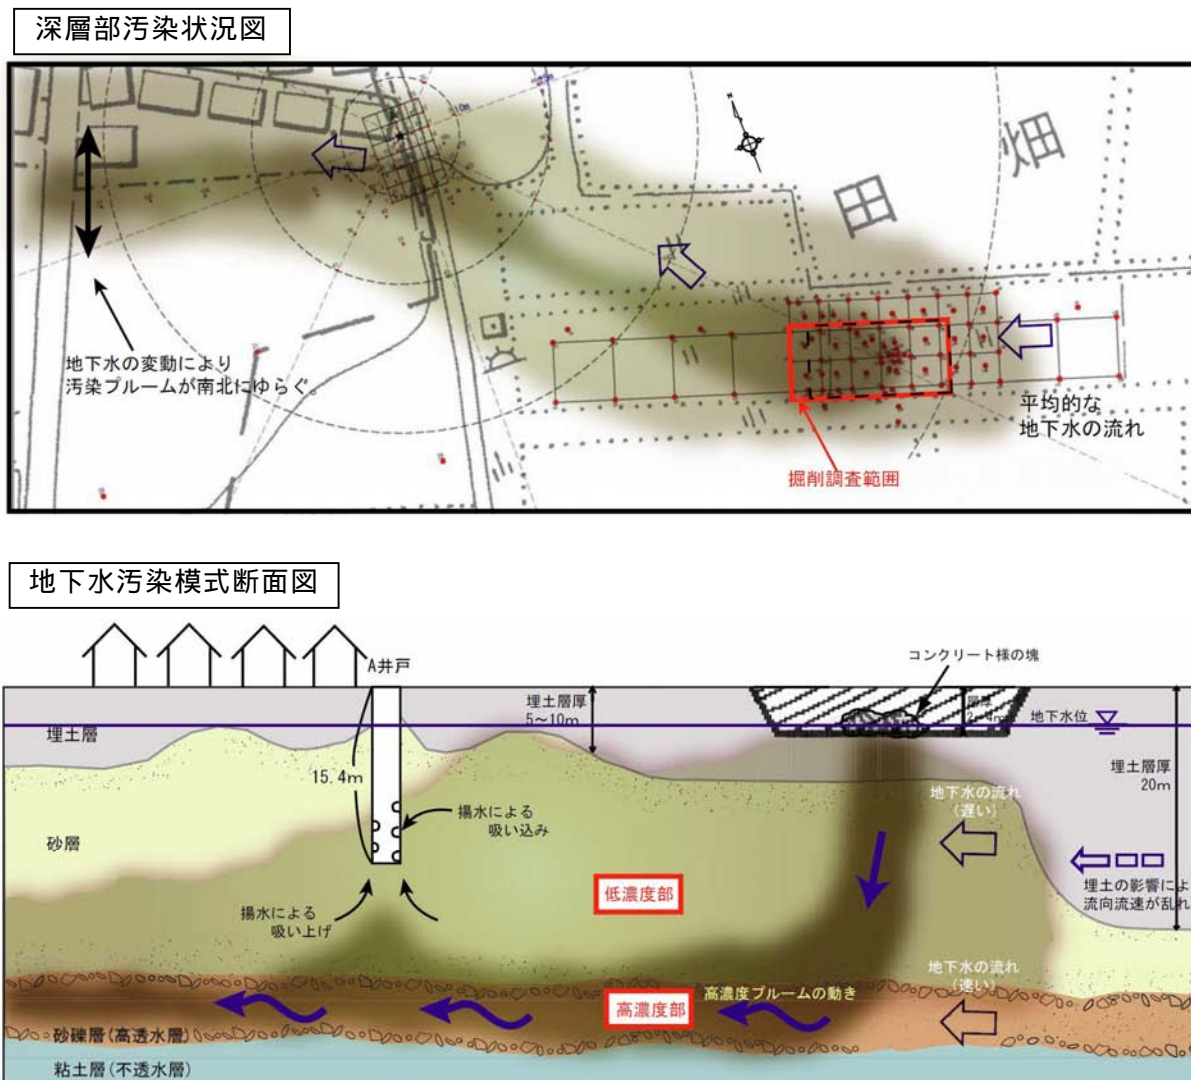 深層部汚染状況図
田
畑
地下水の変動により
汚染プルームが南北にゆらぐ。
平均的な
地下水の流れ
掘削調査範囲
地下水汚染模式断面図
コンクリート様の塊
A井戸
埋土層厚
5～10m
地下水位
埋土層
埋土層厚
20m
15.4m
地下水の流れ
(遅い)
揚水による
吸い込み
砂層
低濃度部
埋土の影響によ
流向流速が乱れ
揚水による
吸い上げ
地下水の流れ
(速い)
高濃度部
高濃度プルームの動き
砂礫層(高透水層)
粘土層(不透水層)